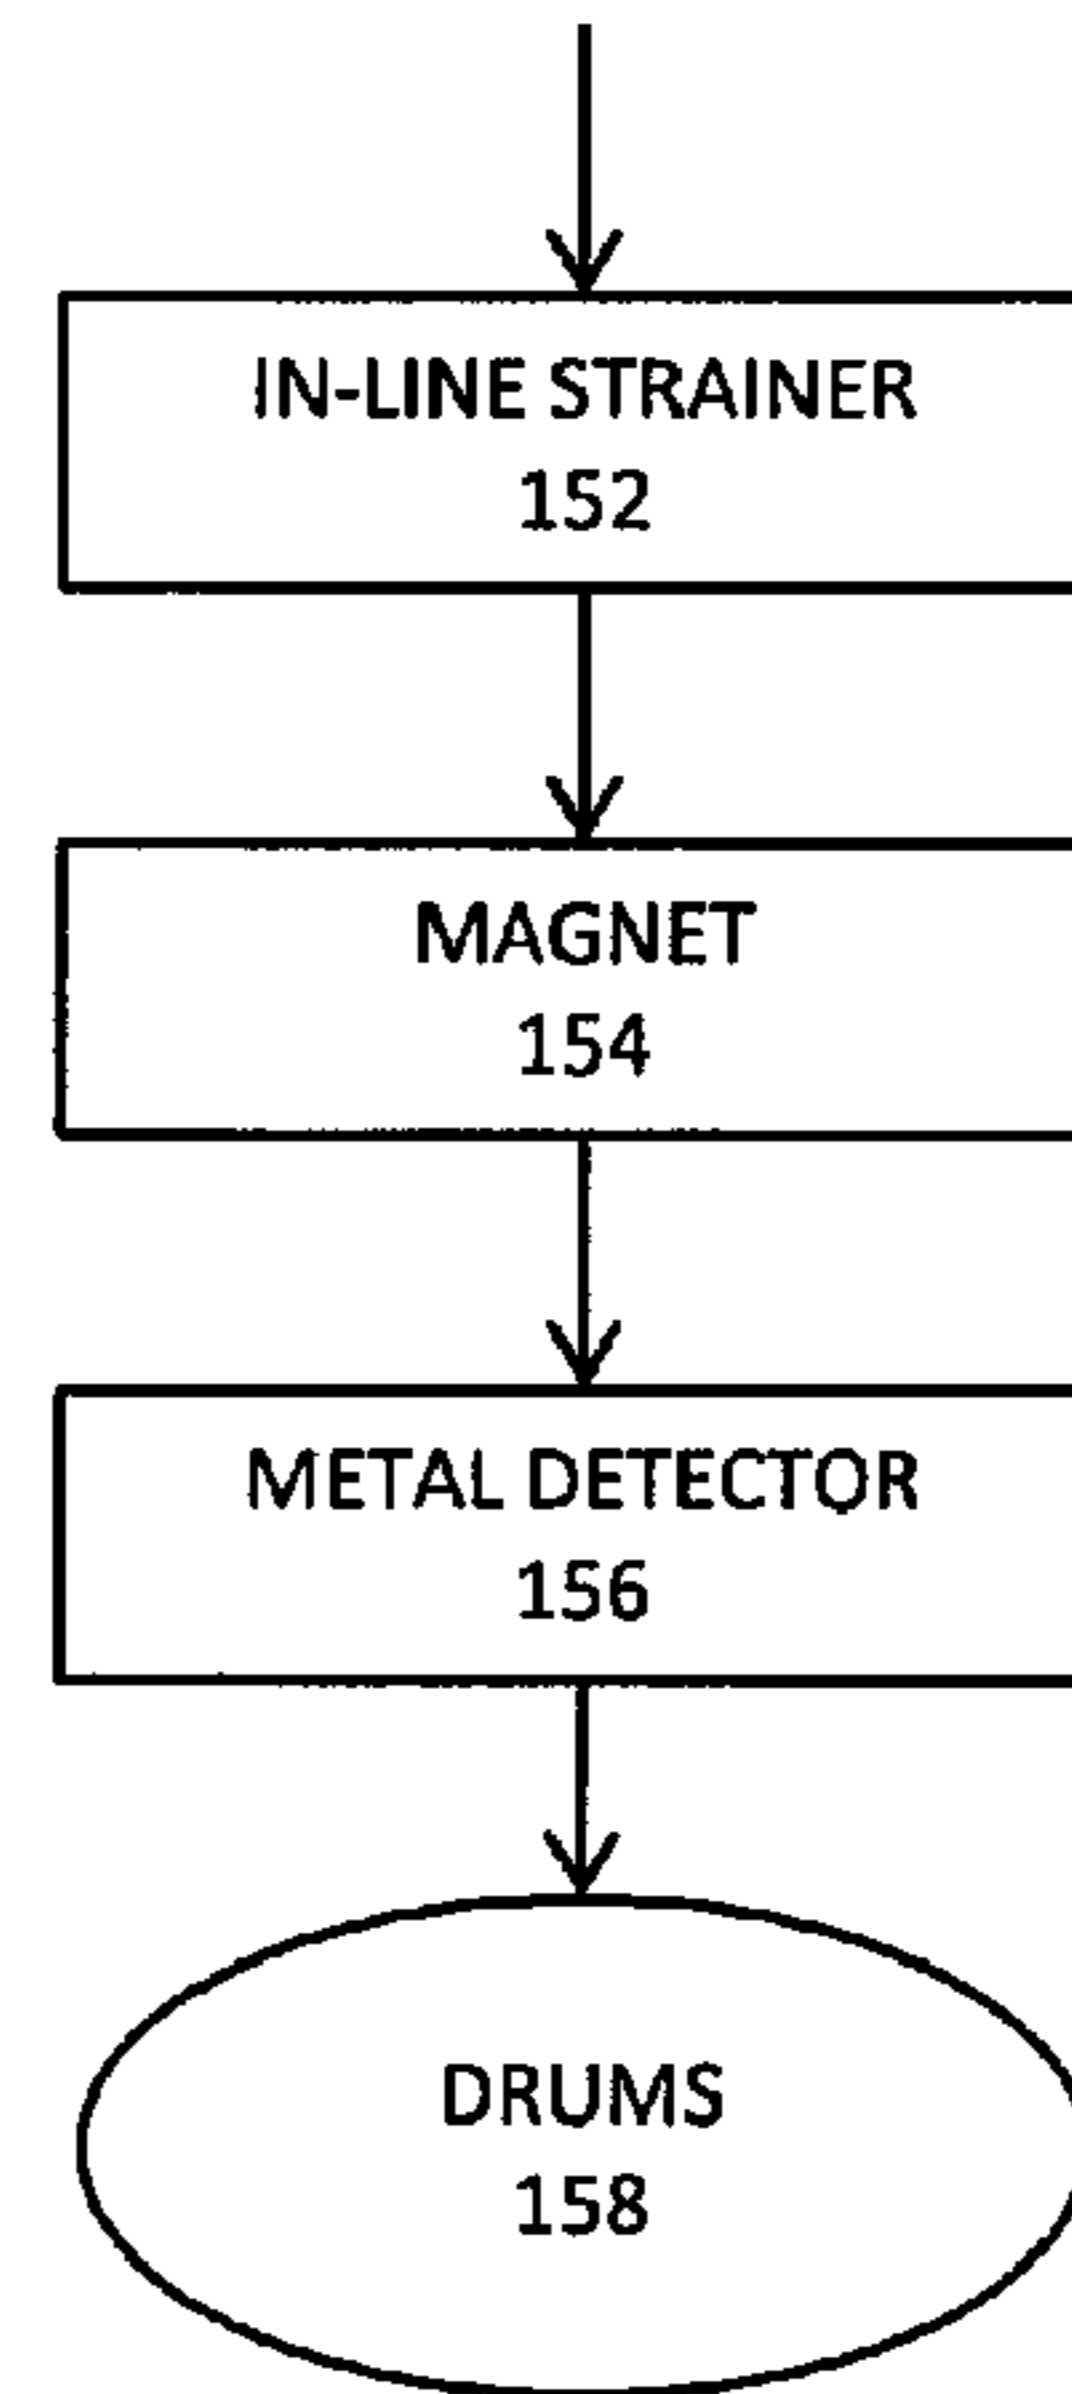 IN-LINE STRAINER
152
MAGNET
154
METAL DETECTOR
156
DRUMS
158